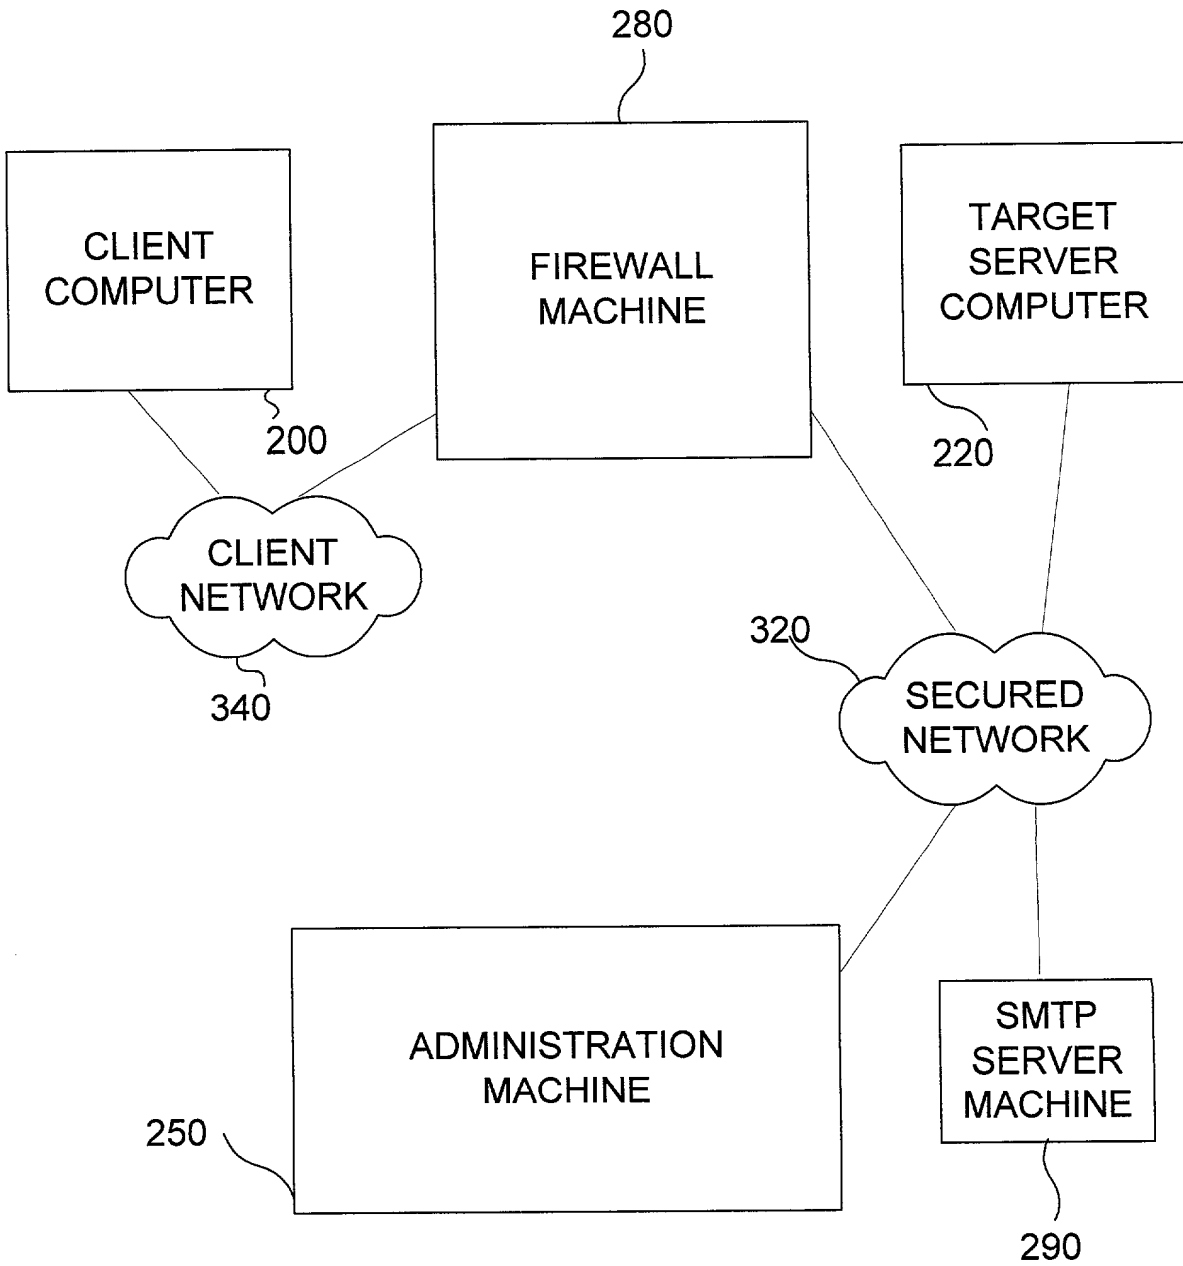 280
CLIENT
COMPUTER
200
FIREWALL
MACHINE
TARGET
SERVER
COMPUTER
220
CLIENT
NETWORK
340
320
SECURED
NETWORK
ADMINISTRATION
MACHINE
250
SMTP
SERVER
MACHINE
290